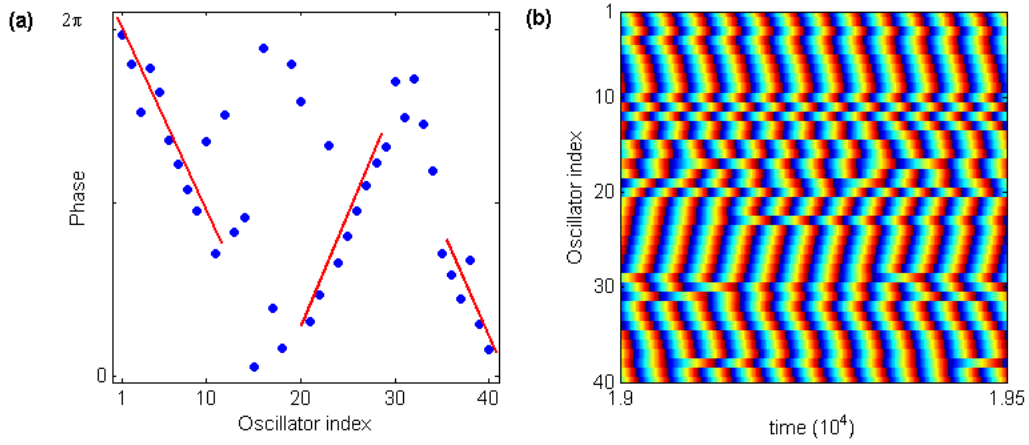 (a)
2π
Phase
0
1
10
20
30
40
Oscillator index
(b)
1
10
20
30
40
Oscillator index
1.9
1.95
time (10⁴)